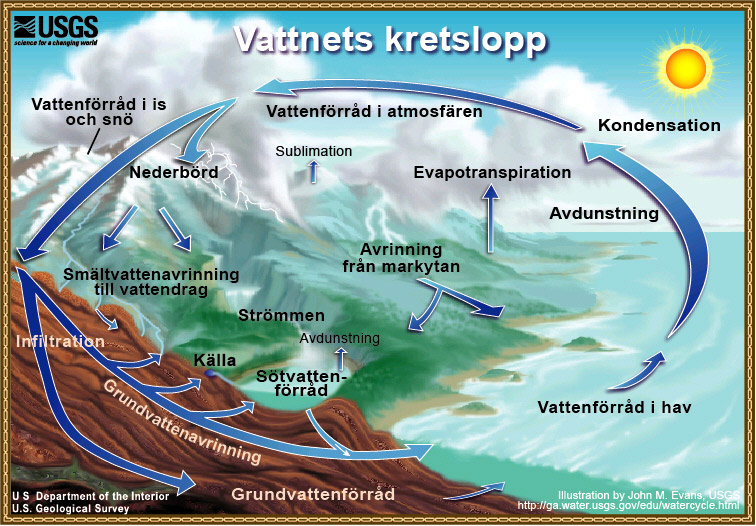 USGS
science for a changing world
Vattnets kretslopp
Vattenförråd i is
och snö
Vattenförråd i atmosfären
Kondensation
Sublimation
Nederbörd
Evapotranspiration
Avdunstning
Avrinning
från markytan
Smältvattenavrinning
till vattendrag
Strömmen
Infiltration
Avdunstning
Källa
Sötvatten-
förråd
Vattenförråd i hav
Grundvattenavrinning
Grundvattenförråd
U S Department of the Interior
U.S. Geological Survey
Illustration by John M. Evans, USGS
http://ga.water.usgs.gov/edu/watercycle.html